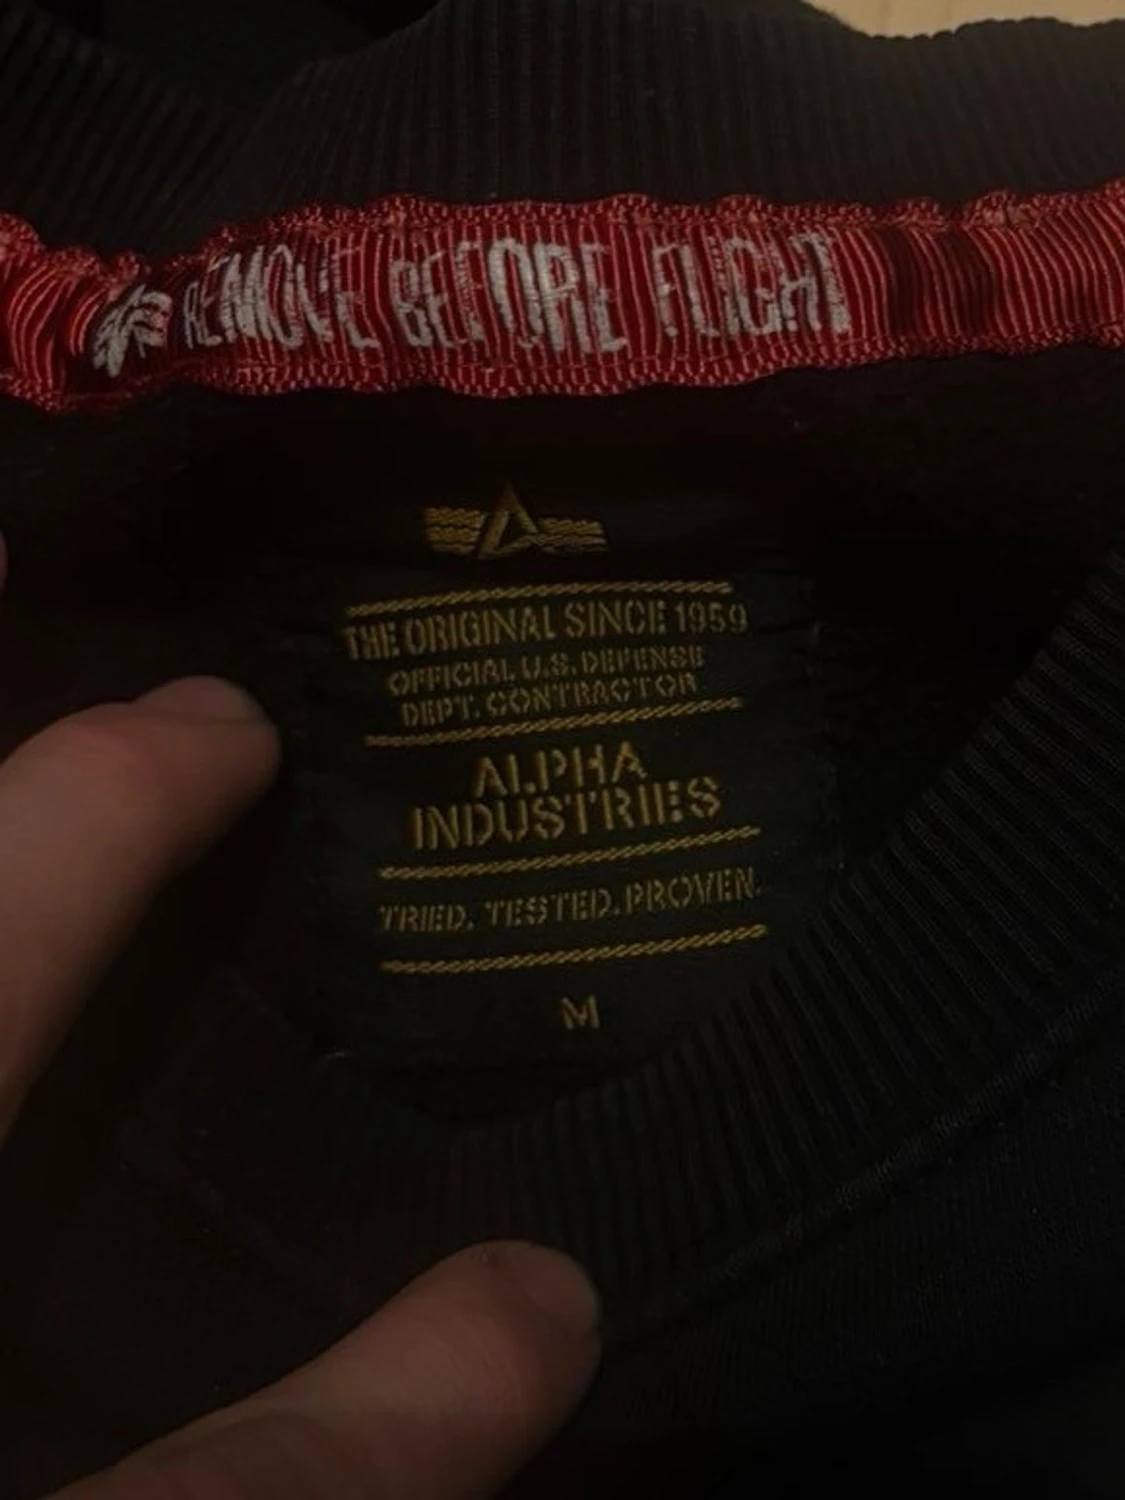 REMOVE BEFORE FLIGHT
THE ORIGINAL SINCE 1959
OFFICIAL U.S. DEFENSE
DEPT. CONTRACTOR
ALPHA
INDUSTRIES
TRIED. TESTED. PROVEN.
M